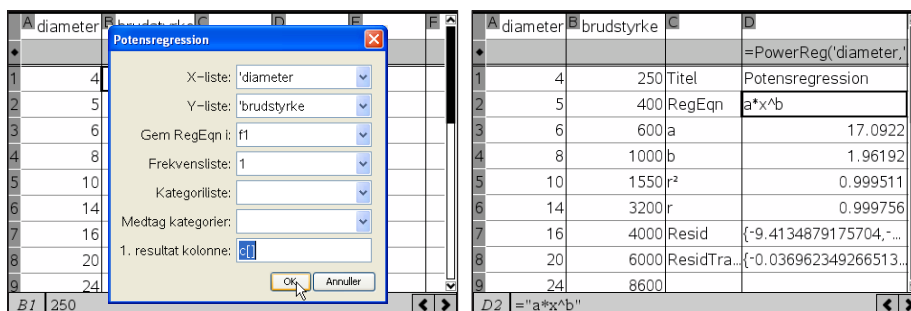 A diameter B brudstyrke C D E F
Potensregression
X-liste: 'diameter
Y-liste: 'brudstyrke
Gem RegEqn i: f1
Frekvensliste: 1
Kategoriliste:
Medtag kategorier:
1. resultat kolonne: c[]
OK Annuller
1 4
2 5
3 6
4 8
5 10
6 14
7 16
8 20
9 24
B1 250
A diameter B brudstyrke C D
=PowerReg('diameter,'
1 4 250 Titel Potensregression
2 5 400 RegEqn a*x^b
3 6 600 a 17.0922
4 8 1000 b 1.96192
5 10 1550 r² 0.999511
6 14 3200 r 0.999756
7 16 4000 Resid {-9.4134879175704,-...
8 20 6000 ResidTra... {-0.036962349266513...
9 24 8600
D2 ="a*x^b"